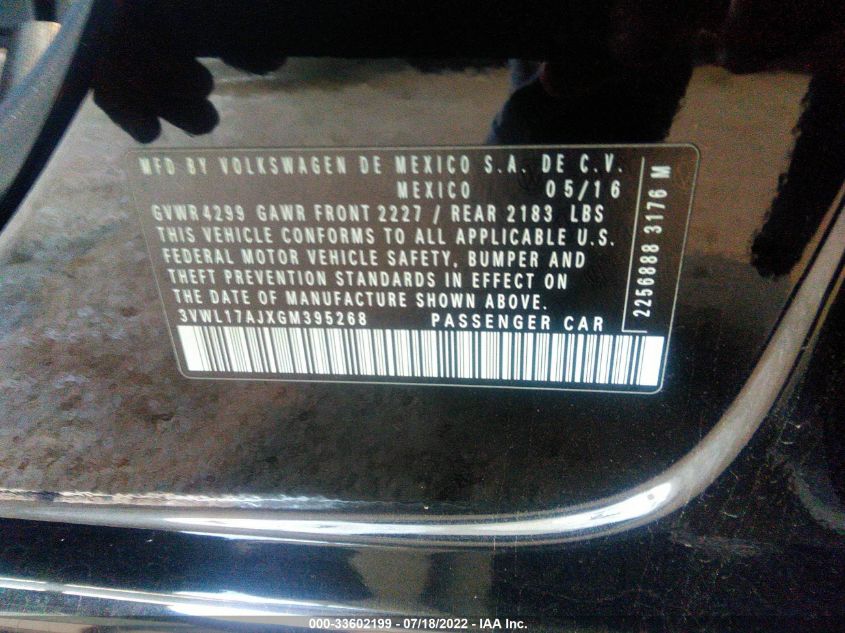 MFD BY VOLKSWAGEN DE MEXICO S.A. DE C.V.
MEXICO 05/16
GVWR 4299 GAWR FRONT 2227 / REAR 2183 LBS
THIS VEHICLE CONFORMS TO ALL APPLICABLE U.S.
FEDERAL MOTOR VEHICLE SAFETY, BUMPER AND
THEFT PREVENTION STANDARDS IN EFFECT ON
THE DATE OF MANUFACTURE SHOWN ABOVE.
3VWL17AJXGM395268 PASSENGER CAR
2256888 3176 M
000-33602199 - 07/18/2022 - IAA Inc.